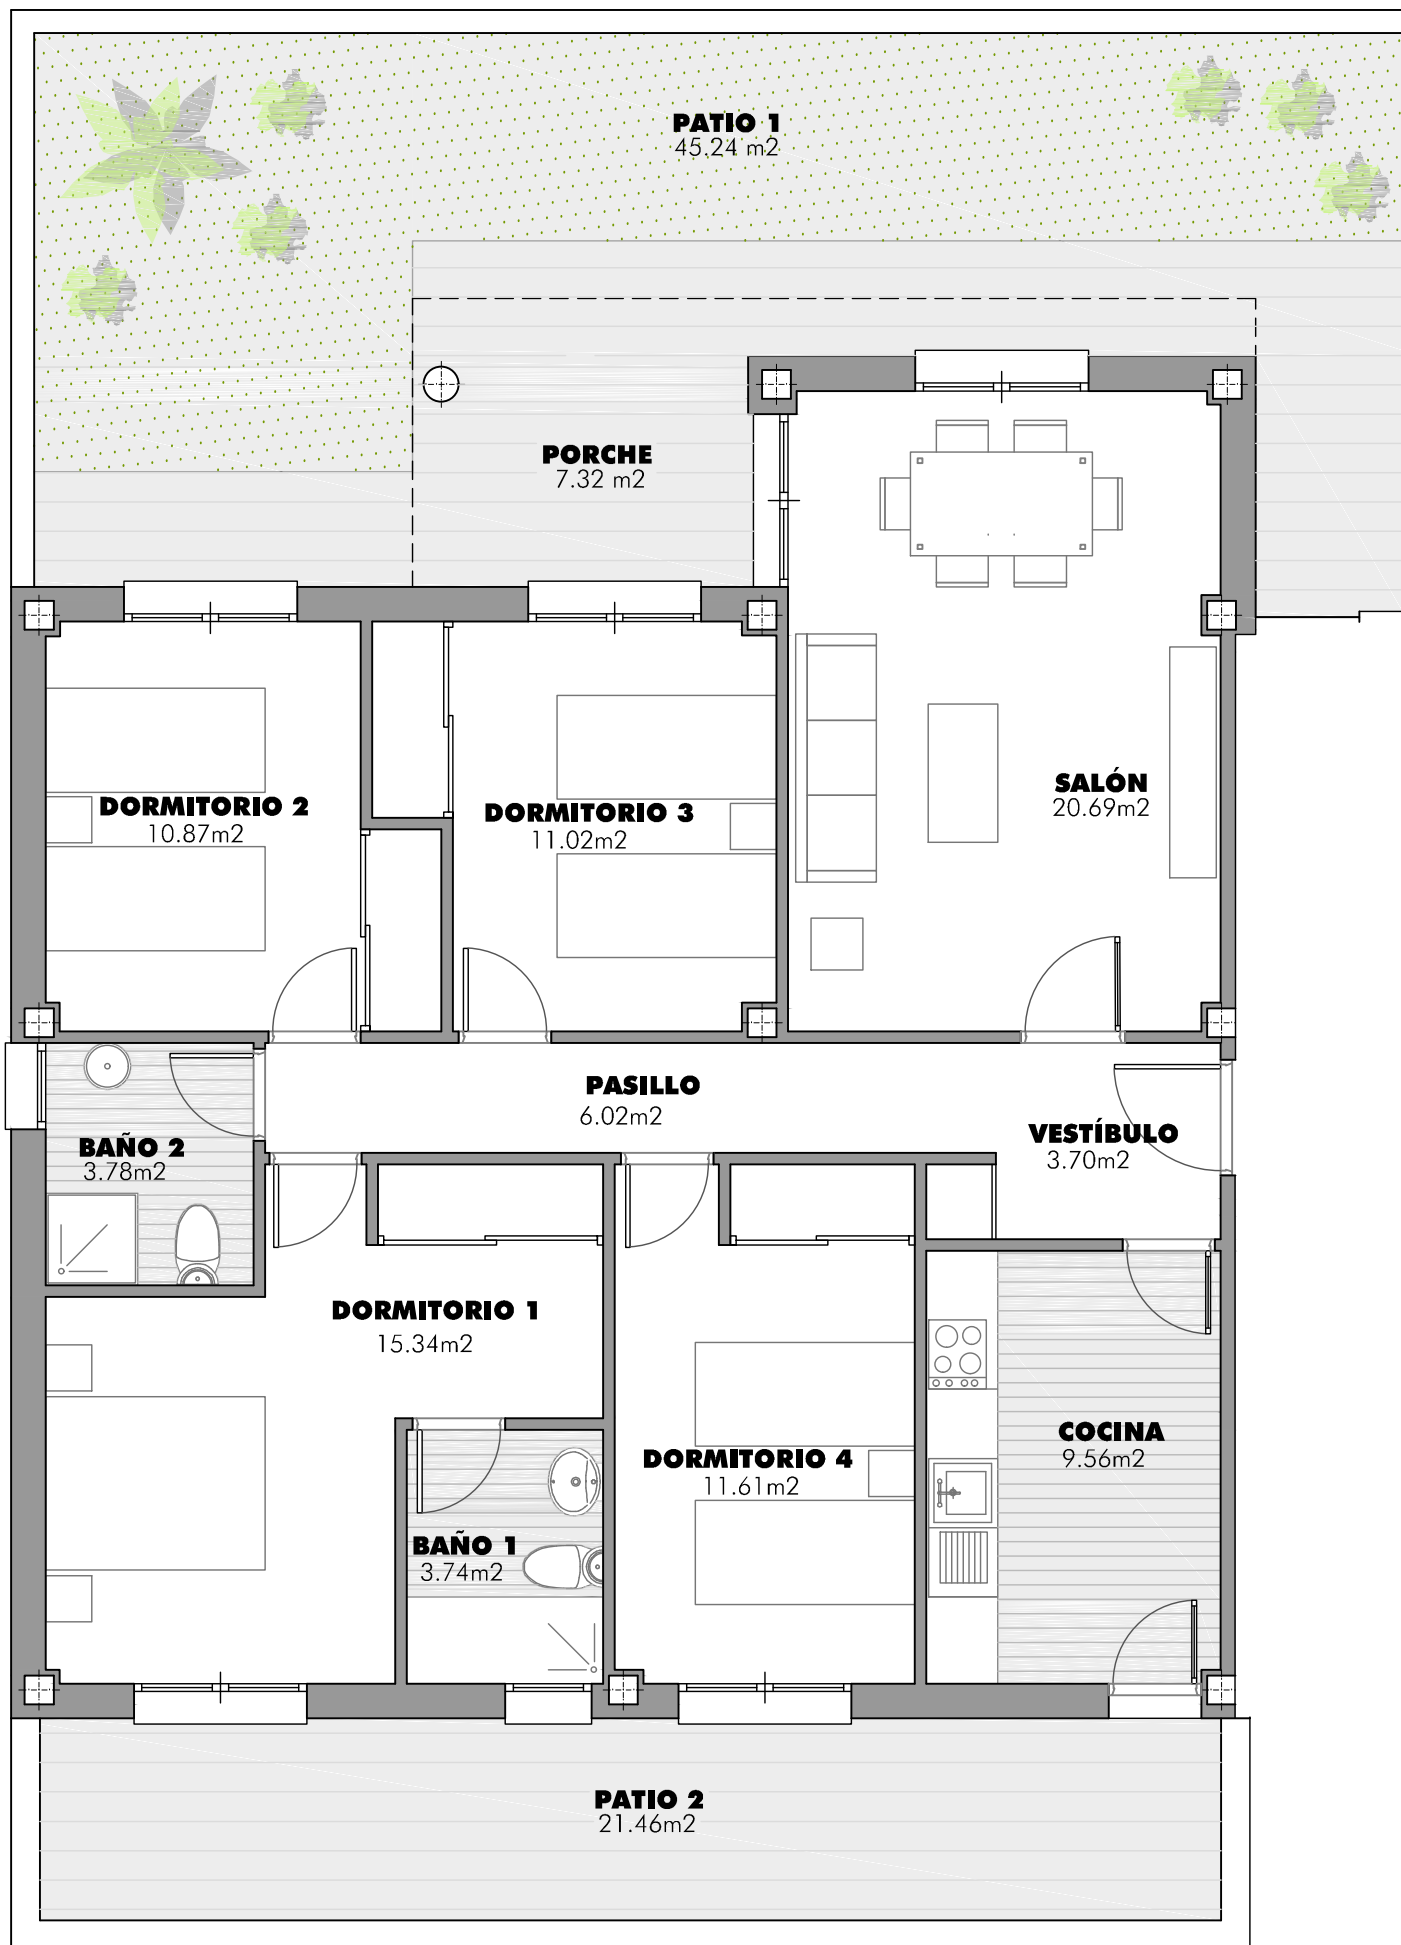 PATIO 1
45.24 m2
PORCHE
7.32 m2
SALÓN
20.69m2
DORMITORIO 2
10.87m2
DORMITORIO 3
11.02m2
PASILLO
6.02m2
VESTÍBULO
3.70m2
BAÑO 2
3.78m2
DORMITORIO 1
15.34m2
COCINA
9.56m2
DORMITORIO 4
11.61m2
BAÑO 1
3.74m2
PATIO 2
21.46m2